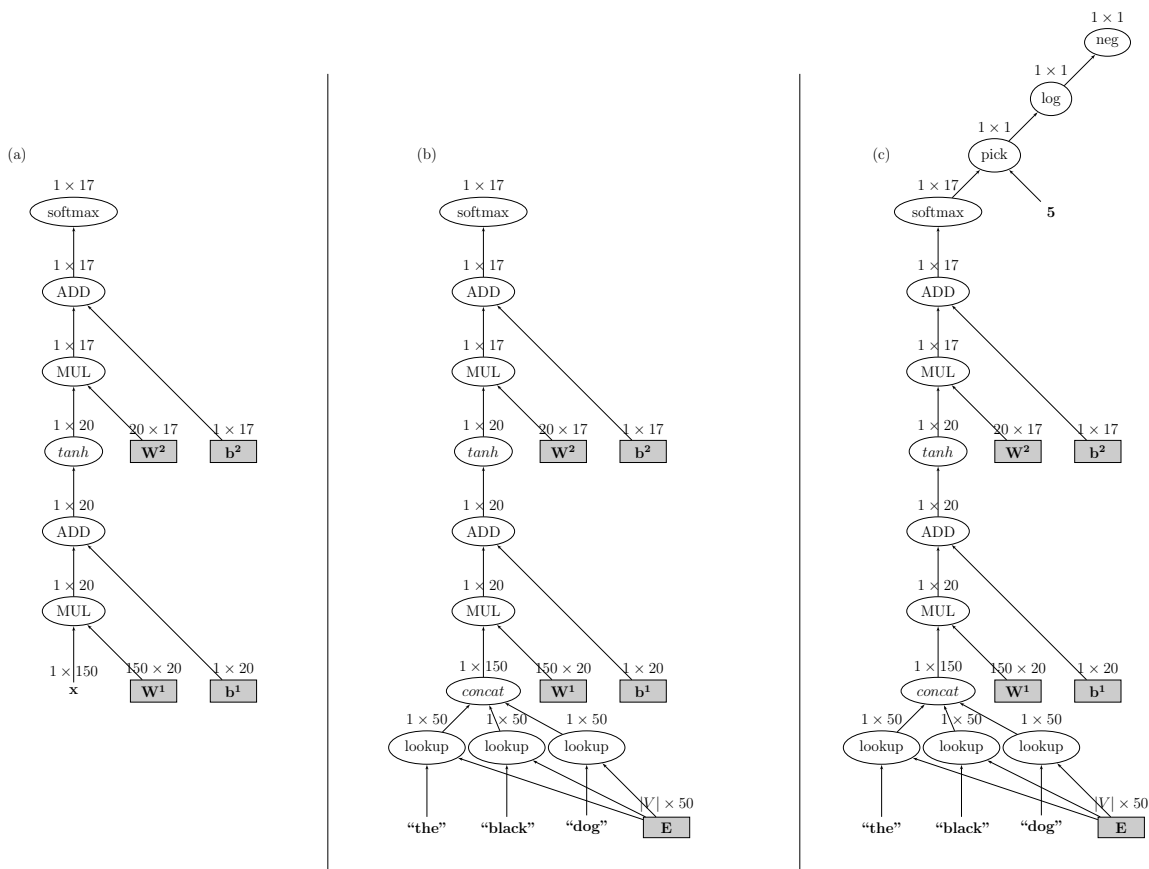 (a)
1 × 17
softmax
1 × 17
ADD
1 × 17
MUL
1 × 20
tanh
20 × 17
W²
1 × 17
b²
1 × 20
ADD
1 × 20
MUL
1 × 150
x
150 × 20
W¹
1 × 20
b¹
(b)
1 × 17
softmax
1 × 17
ADD
1 × 17
MUL
1 × 20
tanh
20 × 17
W²
1 × 17
b²
1 × 20
ADD
1 × 20
MUL
1 × 150
concat
150 × 20
W¹
1 × 20
b¹
1 × 50
lookup
1 × 50
lookup
1 × 50
lookup
“the”
“black”
“dog”
|V| × 50
E
(c)
1 × 1
neg
1 × 1
log
1 × 1
pick
5
1 × 17
softmax
1 × 17
ADD
1 × 17
MUL
1 × 20
tanh
20 × 17
W²
1 × 17
b²
1 × 20
ADD
1 × 20
MUL
1 × 150
concat
150 × 20
W¹
1 × 20
b¹
1 × 50
lookup
1 × 50
lookup
1 × 50
lookup
“the”
“black”
“dog”
|V| × 50
E